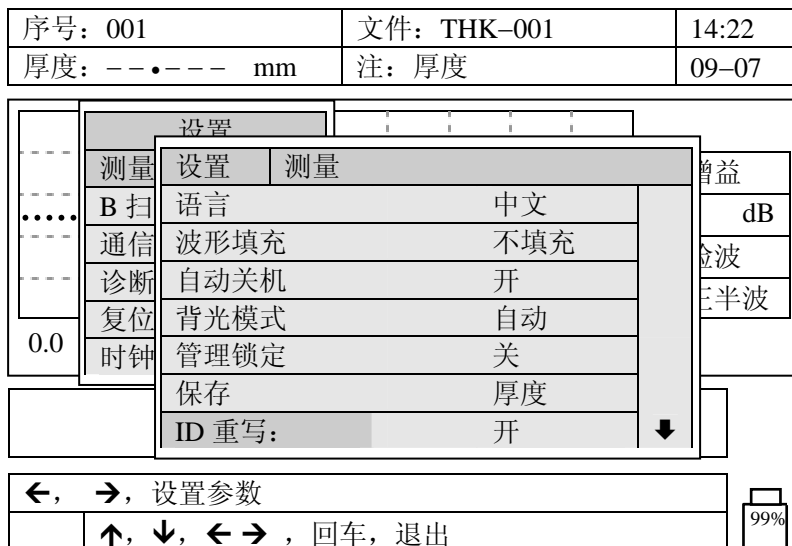 序号：001 文件：THK–001 14:22
厚度：– – • – – – mm 注：厚度 09–07
设置
测量
B 扫
通信
诊断
复位
时钟
设置 测量
语言 中文
波形填充 不填充
自动关机 开
背光模式 自动
管理锁定 关
保存 厚度
ID 重写： 开
增益
dB
检波
正半波
0.0
←， →，设置参数
↑，↓，← → ，回车，退出
99%